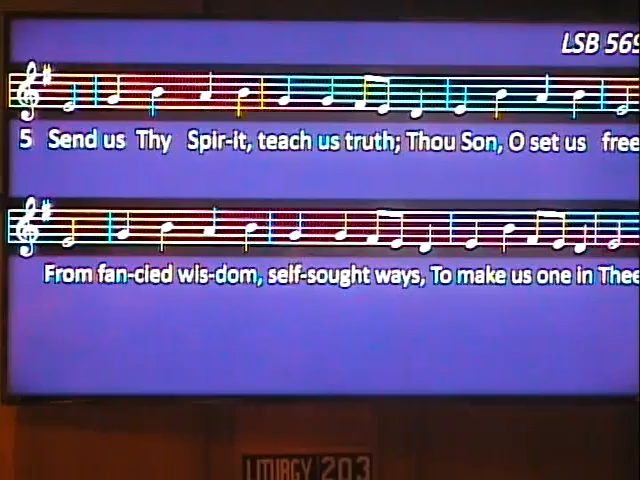 LSB 569
5 Send us Thy Spir-it, teach us truth; Thou Son, O set us free
From fan-cied wis-dom, self-sought ways, To make us one in Thee
LITURGY 203